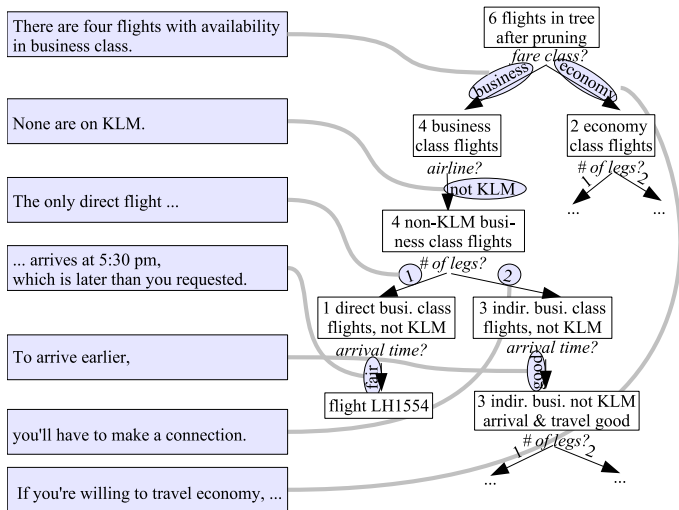 There are four flights with availability
in business class.
None are on KLM.
The only direct flight ...
... arrives at 5:30 pm,
which is later than you requested.
To arrive earlier,
you'll have to make a connection.
If you're willing to travel economy, ...
6 flights in tree
after pruning
fare class?
business
economy
4 business
class flights
2 economy
class flights
airline?
# of legs?
1
2
not KLM
...
...
4 non-KLM busi-
ness class flights
# of legs?
1
2
1 direct busi. class
flights, not KLM
3 indir. busi. class
flights, not KLM
arrival time?
arrival time?
fair
good
flight LH1554
3 indir. busi. not KLM
arrival & travel good
# of legs?
1
2
...
...